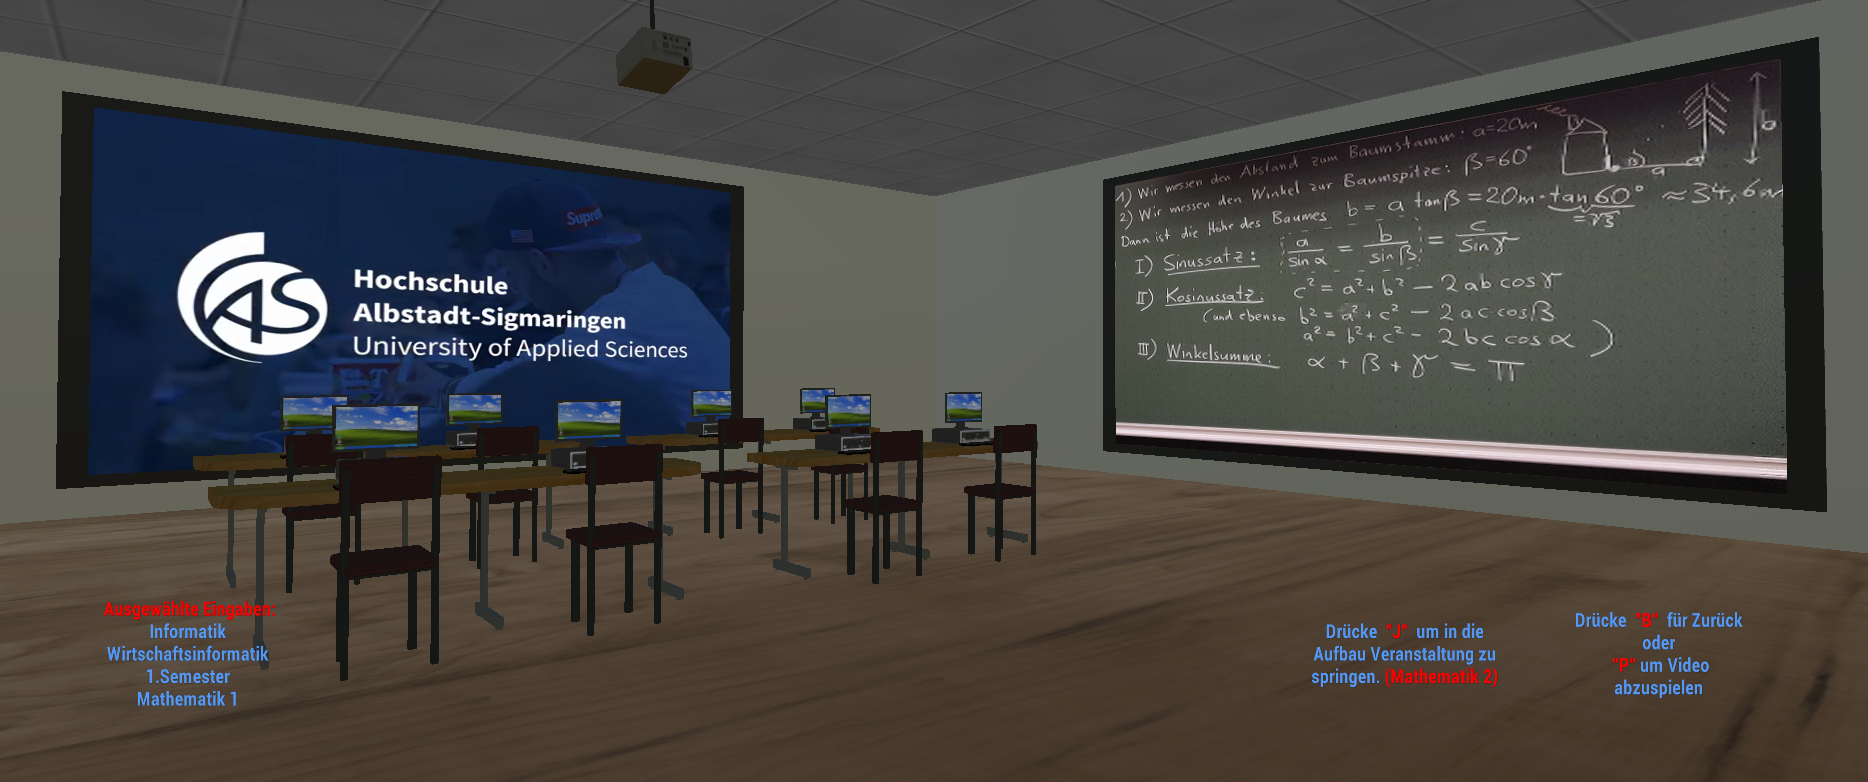 Supre
AS
Hochschule
Albstadt-Sigmaringen
University of Applied Sciences
1) Wir messen den Abstand zum Baumstamm: a=20m
2) Wir messen den Winkel zur Baumspitze: β=60°
Dann ist die Höhe des Baumes b = a tanβ = 20m·tan 60° ≈ 34,6m
=√3
β
a
b
I) Sinussatz: a/sin α = b/sin β = c/sin γ
II) Kosinussatz: c² = a² + b² − 2ab cos γ
(und ebenso b² = a² + c² − 2ac cos β
a² = b² + c² − 2bc cos α )
III) Winkelsumme: α + β + γ = π
Ausgewählte Eingaben:
Informatik
Wirtschaftsinformatik
1.Semester
Mathematik 1
Drücke "J" um in die
Aufbau Veranstaltung zu
springen. (Mathematik 2)
Drücke "B" für Zurück
oder
"P" um Video
abzuspielen